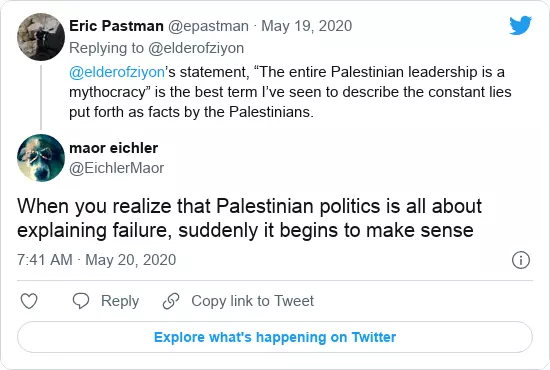 Eric Pastman @epastman · May 19, 2020
Replying to @elderofziyon
@elderofziyon's statement, “The entire Palestinian leadership is a
mythocracy” is the best term I've seen to describe the constant lies
put forth as facts by the Palestinians.
maor eichler
@EichlerMaor
When you realize that Palestinian politics is all about
explaining failure, suddenly it begins to make sense
7:41 AM · May 20, 2020
Reply
Copy link to Tweet
Explore what's happening on Twitter